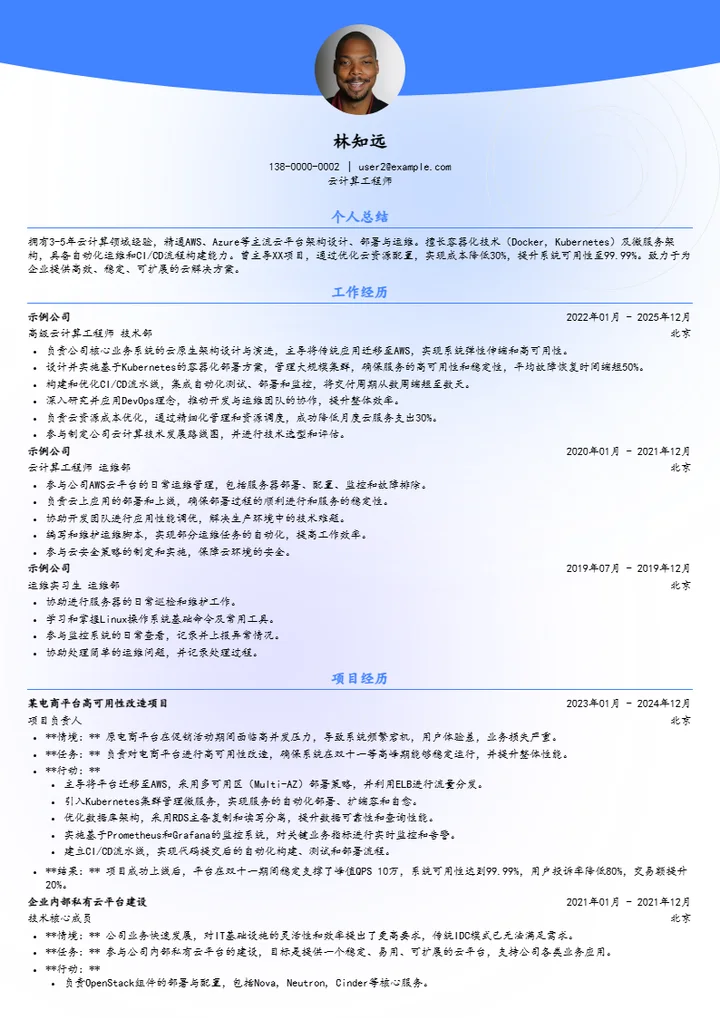 林知远
138-0000-0002 | user2@example.com
云计算工程师
个人总结
拥有3-5年云计算领域经验，精通AWS、Azure等主流云平台架构设计、部署与运维。擅长容器化技术（Docker, Kubernetes）及微服务架
构，具备自动化运维和CI/CD流程构建能力。曾主导XX项目，通过优化云资源配置，实现成本降低30%，提升系统可用性至99.99%。致力于为
企业提供高效、稳定、可扩展的云解决方案。
工作经历
示例公司 2022年01月 - 2025年12月
高级云计算工程师 技术部 北京
• 负责公司核心业务系统的云原生架构设计与演进，主导将传统应用迁移至AWS，实现系统弹性伸缩和高可用性。
• 设计并实施基于Kubernetes的容器化部署方案，管理大规模集群，确保服务的高可用性和稳定性，平均故障恢复时间缩短50%。
• 构建和优化CI/CD流水线，集成自动化测试、部署和监控，将交付周期从数周缩短至数天。
• 深入研究并应用DevOps理念，推动开发与运维团队的协作，提升整体效率。
• 负责云资源成本优化，通过精细化管理和资源调度，成功降低月度云服务支出30%。
• 参与制定公司云计算技术发展路线图，并进行技术选型和评估。
示例公司 2020年01月 - 2021年12月
云计算工程师 运维部 北京
• 参与公司AWS云平台的日常运维管理，包括服务器部署、配置、监控和故障排除。
• 负责云上应用的部署和上线，确保部署过程的顺利进行和服务的稳定性。
• 协助开发团队进行应用性能调优，解决生产环境中的技术难题。
• 编写和维护运维脚本，实现部分运维任务的自动化，提高工作效率。
• 参与云安全策略的制定和实施，保障云环境的安全。
示例公司 2019年07月 - 2019年12月
运维实习生 运维部 北京
• 协助进行服务器的日常巡检和维护工作。
• 学习和掌握Linux操作系统基础命令及常用工具。
• 参与监控系统的日常查看，记录并上报异常情况。
• 协助处理简单的运维问题，并记录处理过程。
项目经历
某电商平台高可用性改造项目 2023年01月 - 2024年12月
项目负责人 北京
• **情境：** 原电商平台在促销活动期间面临高并发压力，导致系统频繁宕机，用户体验差，业务损失严重。
• **任务：** 负责对电商平台进行高可用性改造，确保系统在双十一等高峰期能够稳定运行，并提升整体性能。
• **行动：**
• 主导将平台迁移至AWS，采用多可用区（Multi-AZ）部署策略，并利用ELB进行流量分发。
• 引入Kubernetes集群管理微服务，实现服务的自动化部署、扩缩容和自愈。
• 优化数据库架构，采用RDS主备复制和读写分离，提升数据可靠性和查询性能。
• 实施基于Prometheus和Grafana的监控系统，对关键业务指标进行实时监控和告警。
• 建立CI/CD流水线，实现代码提交后的自动化构建、测试和部署流程。
• **结果：** 项目成功上线后，平台在双十一期间稳定支撑了峰值QPS 10万，系统可用性达到99.99%，用户投诉率降低80%，交易额提升
20%。
企业内部私有云平台建设 2021年01月 - 2021年12月
技术核心成员 北京
• **情境：** 公司业务快速发展，对IT基础设施的灵活性和效率提出了更高要求，传统IDC模式已无法满足需求。
• **任务：** 参与公司内部私有云平台的建设，目标是提供一个稳定、易用、可扩展的云平台，支持公司各类业务应用。
• **行动：**
• 负责OpenStack组件的部署与配置，包括Nova, Neutron, Cinder等核心服务。